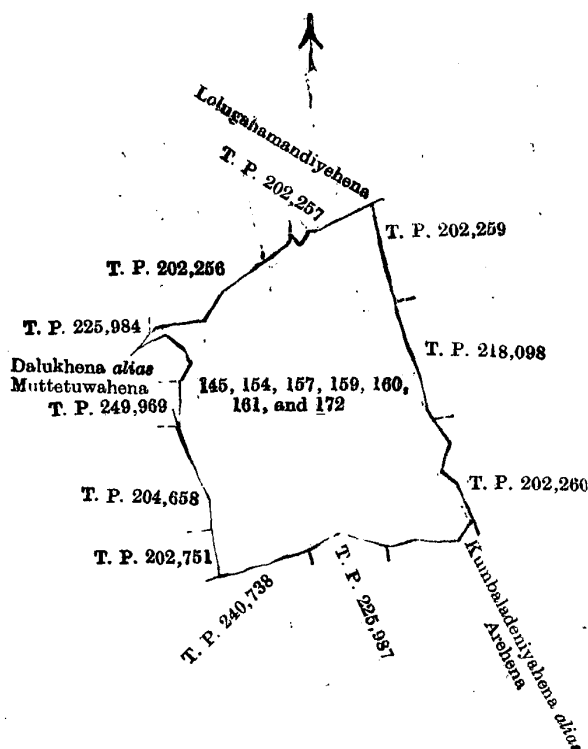 Lolugahamandiyehena
T. P. 202,257
T. P. 202,259
T. P. 202,256
T. P. 225,984
T. P. 218,098
Dalukhena alias
Muttetuwahena
T. P. 249,969
145, 154, 157, 159, 160,
161, and 172
T. P. 204,658
T. P. 202,260
T. P. 202,751
T. P. 240,738
T. P. 225,987
Kumbaladeniyahena alias
Arehena